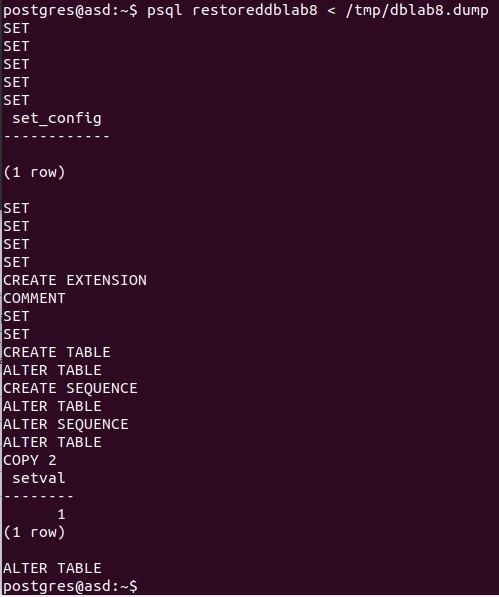 postgres@asd:~$ psql restoreddblab8 < /tmp/dblab8.dump
SET
SET
SET
SET
SET
 set_config
------------

(1 row)

SET
SET
SET
SET
CREATE EXTENSION
COMMENT
SET
SET
CREATE TABLE
ALTER TABLE
CREATE SEQUENCE
ALTER TABLE
ALTER SEQUENCE
ALTER TABLE
COPY 2
 setval
--------
      1
(1 row)

ALTER TABLE
postgres@asd:~$